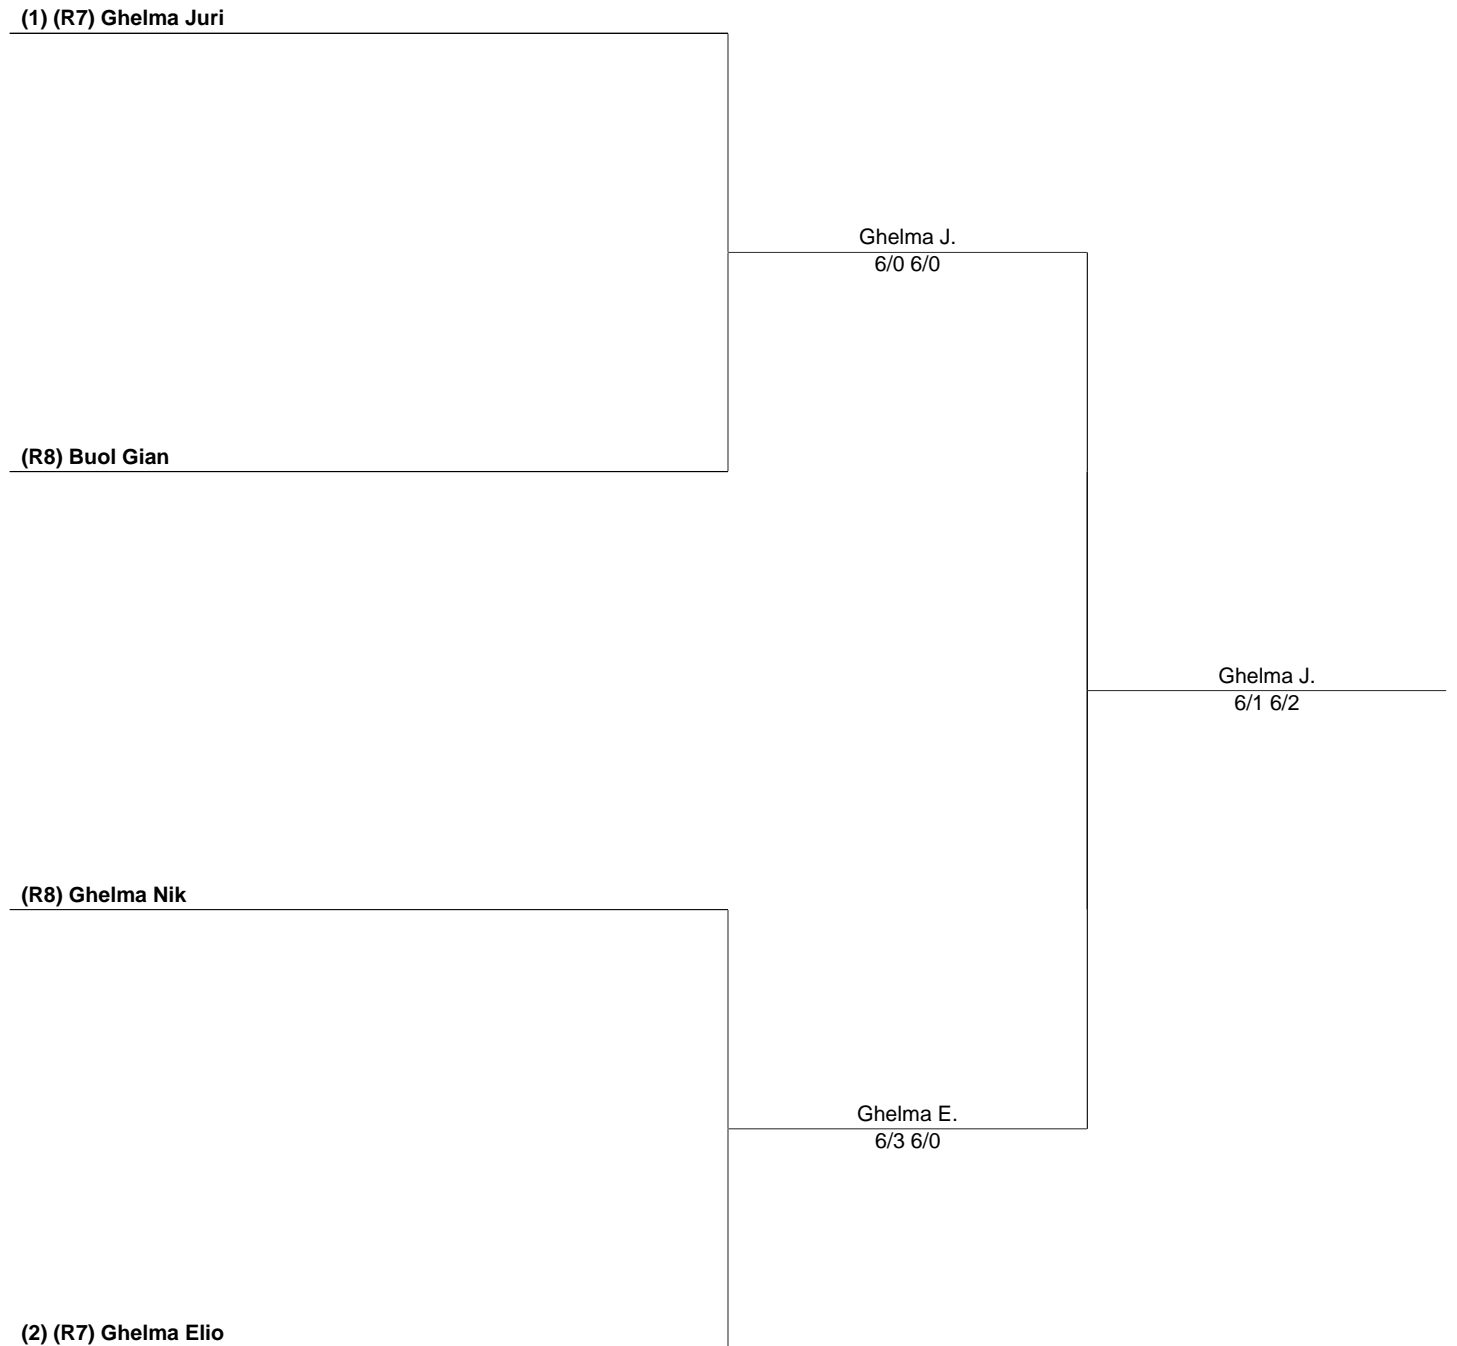 (1) (R7) Ghelma Juri
Ghelma J.
6/0 6/0
(R8) Buol Gian
Ghelma J.
6/1 6/2
(R8) Ghelma Nik
Ghelma E.
6/3 6/0
(2) (R7) Ghelma Elio